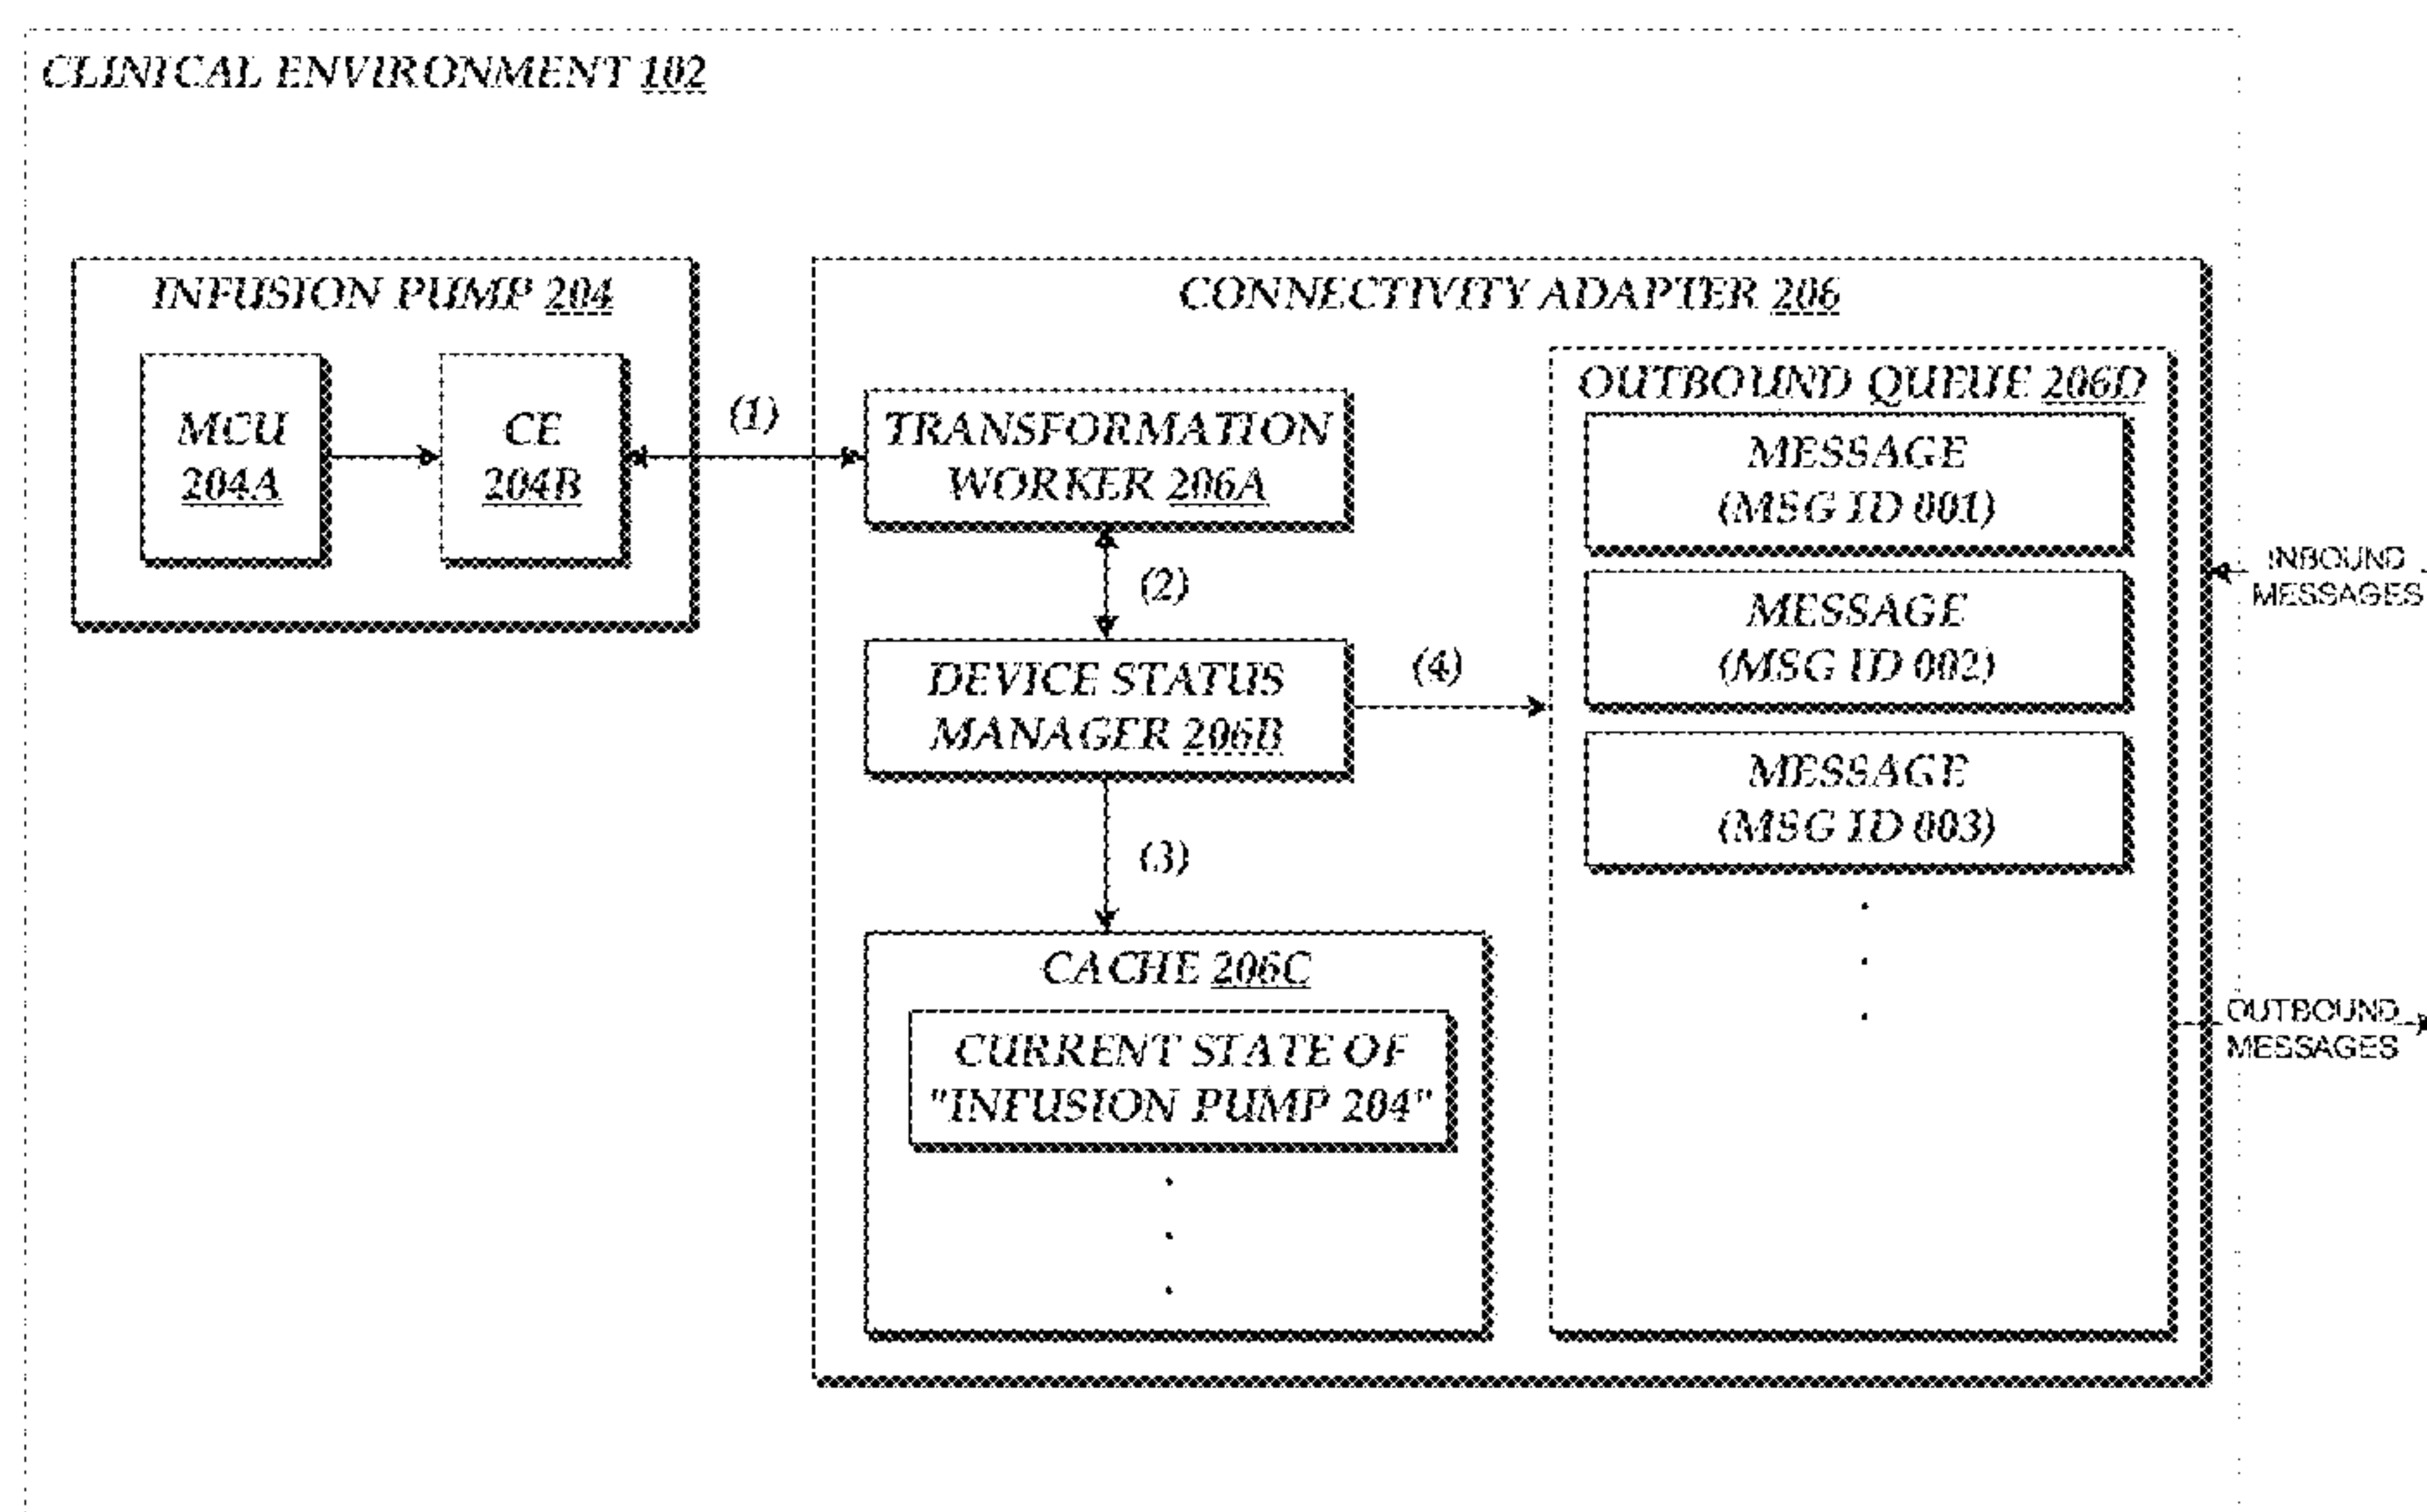 CLINICAL ENVIRONMENT 102
INFUSION PUMP 204
MCU
204A
CE
204B
(1)
CONNECTIVITY ADAPTER 206
TRANSFORMATION
WORKER 206A
(2)
DEVICE STATUS
MANAGER 206B
(3)
(4)
CACHE 206C
CURRENT STATE OF
"INFUSION PUMP 204"
OUTBOUND QUEUE 206D
MESSAGE
(MSG ID 001)
MESSAGE
(MSG ID 002)
MESSAGE
(MSG ID 003)
INBOUND
MESSAGES
OUTBOUND
MESSAGES